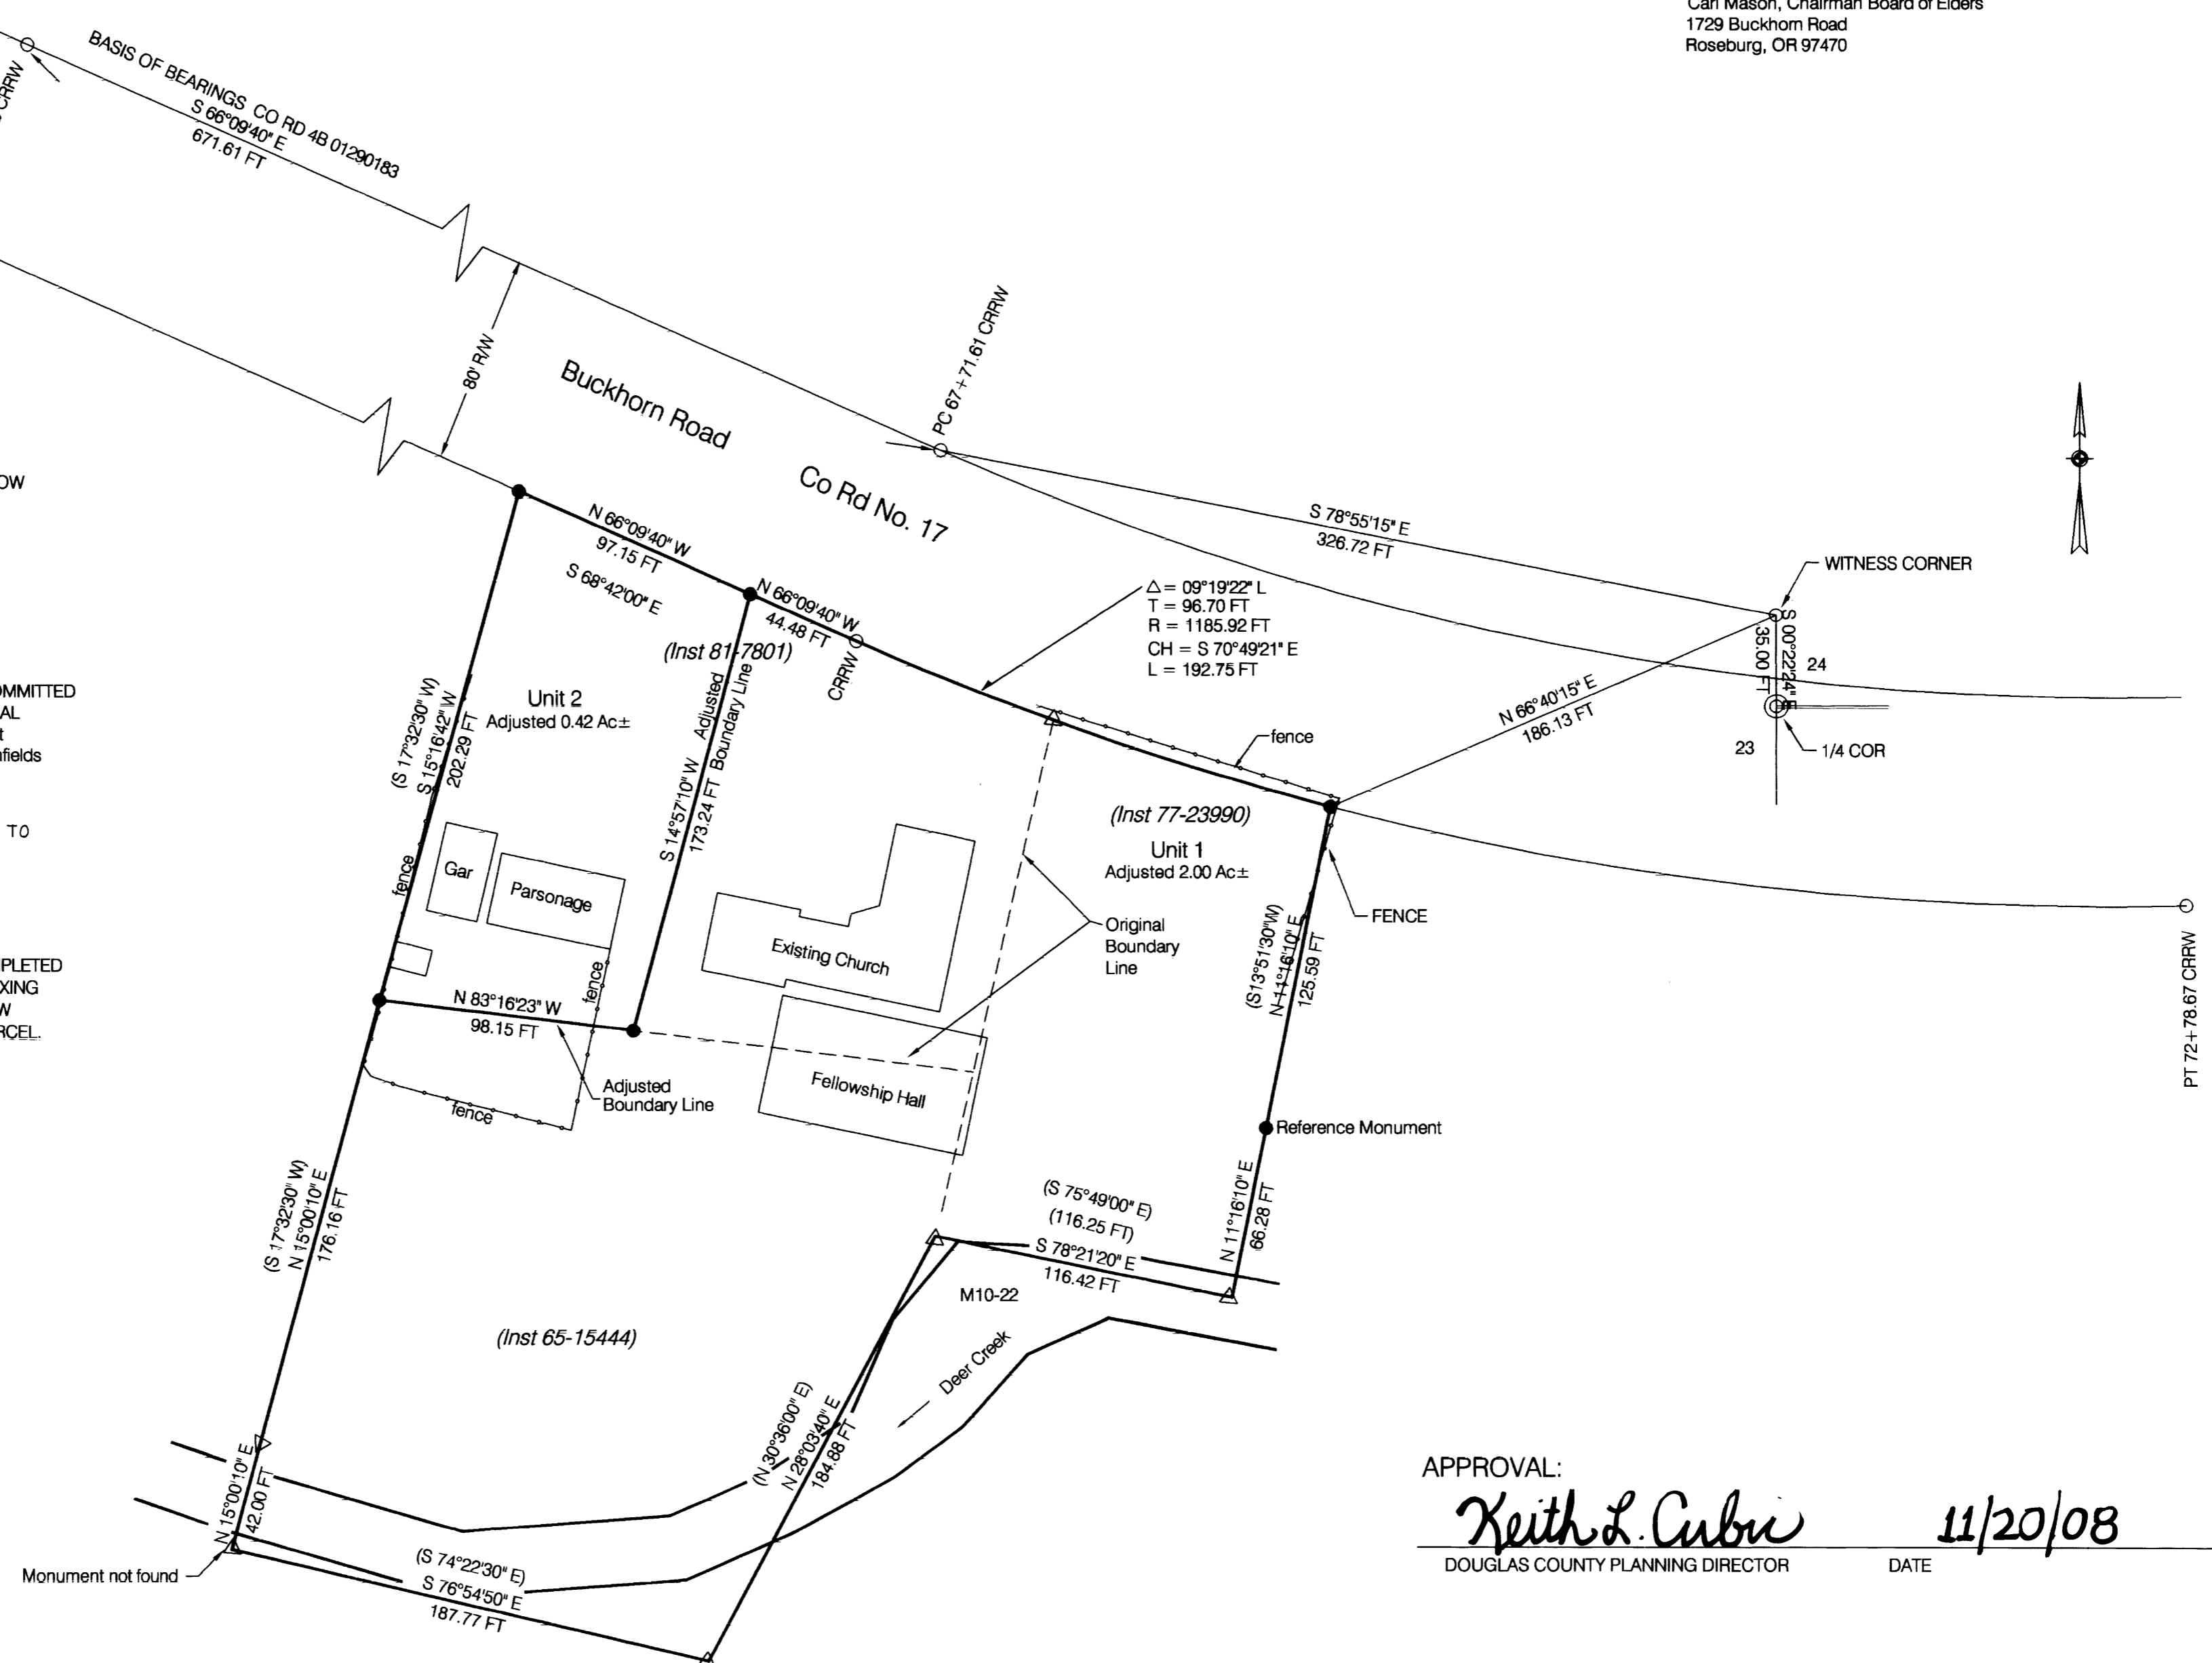 Carl Mason, Chairman Board of Elders
1729 Buckhorn Road
Roseburg, OR 97470
CRRW
BASIS OF BEARINGS CO RD 4B 01290183
S 66°09'40" E
671.61 FT
80' R/W
Buckhorn Road
Co Rd No. 17
PC 67+71.61 CRRW
S 78°55'15" E
326.72 FT
WITNESS CORNER
S 00°22'24" E
35.00 FT
24
23
1/4 COR
N 66°40'15" E
186.13 FT
OW
N 66°09'40" W
97.15 FT
S 68°42'00" E
N 66°09'40" W
44.48 FT
CRRW
(Inst 81-7801)
Δ = 09°19'22" L
T = 96.70 FT
R = 1185.92 FT
CH = S 70°49'21" E
L = 192.75 FT
fence
OMMITTED
AL
t
nfields
TO
MPLETED
XING
W
RCEL.
(S 17°32'30" W)
S 15°16'42" W
202.29 FT
Unit 2
Adjusted 0.42 Ac±
Adjusted
Boundary Line
S 14°57'10" W
173.24 FT
(Inst 77-23990)
Unit 1
Adjusted 2.00 Ac±
fence
Gar
Parsonage
Existing Church
Original
Boundary
Line
FENCE
(S13°51'30"W)
N 11°16'10" E
125.59 FT
PT 72+78.67 CRRW
fence
N 83°16'23" W
98.15 FT
Adjusted
Boundary Line
fence
Fellowship Hall
Reference Monument
(S 17°32'30" W)
N 15°00'10" E
176.16 FT
(S 75°49'00" E)
(116.25 FT)
S 78°21'20" E
116.42 FT
N 11°16'10" E
66.28 FT
M10-22
(Inst 65-15444)
Deer Creek
(N 30°36'00" E)
N 28°03'40" E
184.88 FT
N 15°00'10" E
42.00 FT
Monument not found
(S 74°22'30" E)
S 76°54'50" E
187.77 FT
APPROVAL:
Keith L. Cubic 11/20/08
DOUGLAS COUNTY PLANNING DIRECTOR DATE